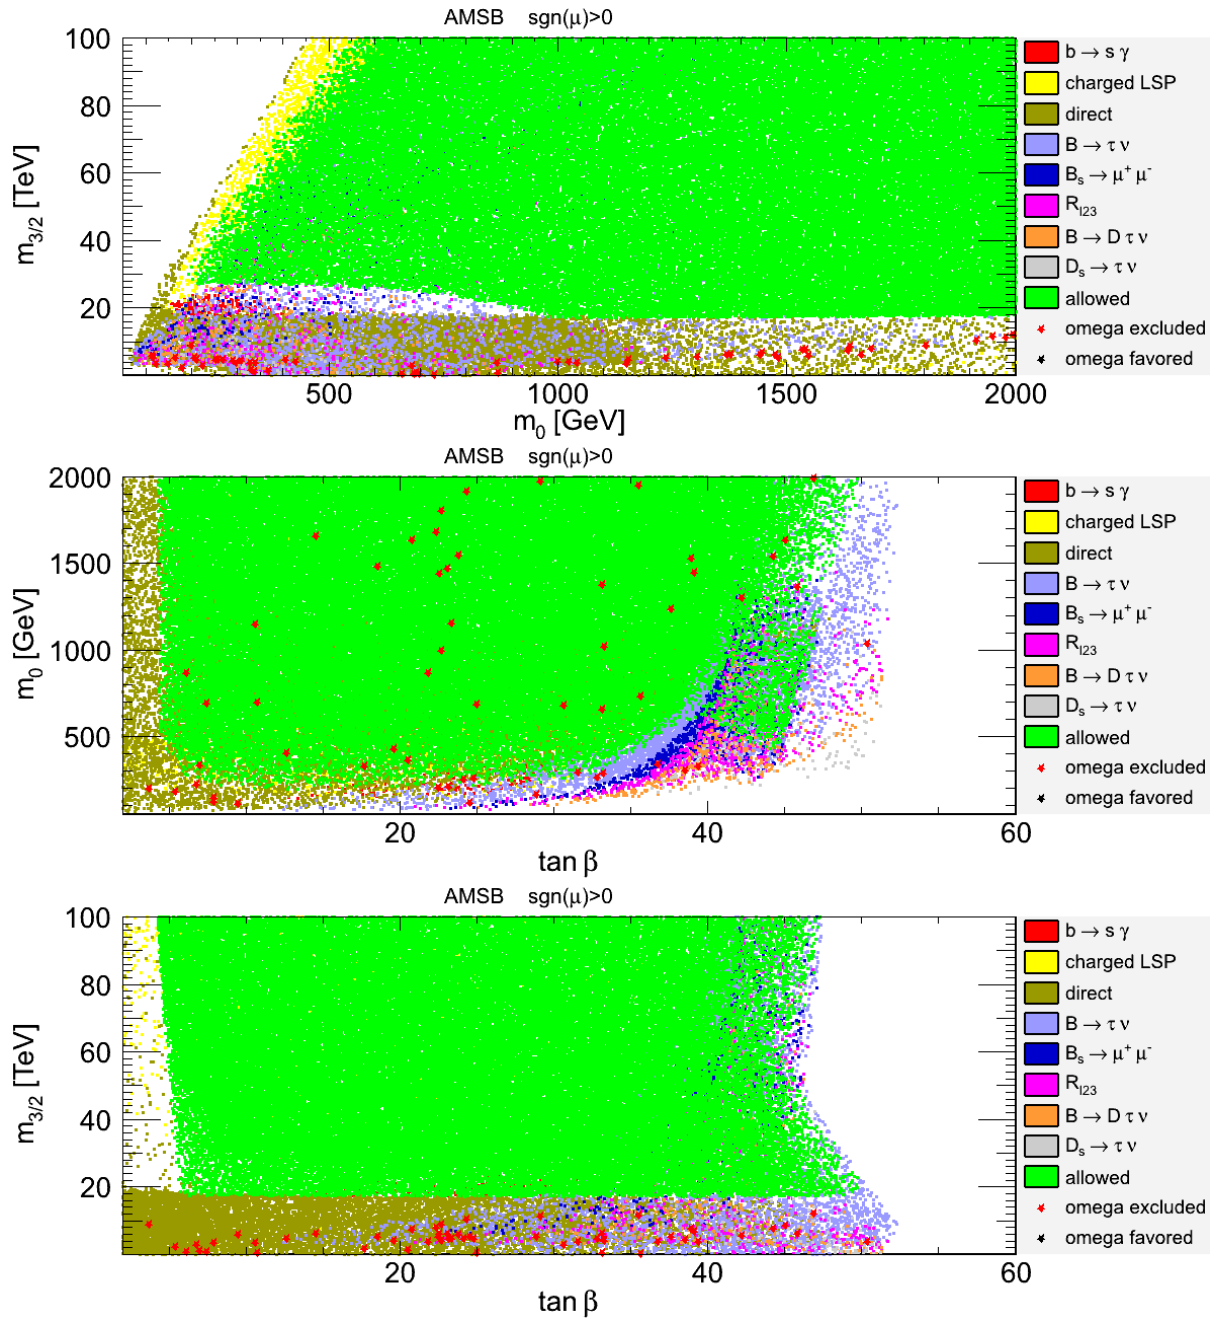 AMSB sgn(μ)>0
m3/2 [TeV]
100
80
60
40
20
500
1000
1500
2000
m0 [GeV]
b → s γ
charged LSP
direct
B → τ ν
Bs → μ+ μ-
Rl23
B → D τ ν
Ds → τ ν
allowed
omega excluded
omega favored
AMSB sgn(μ)>0
m0 [GeV]
2000
1500
1000
500
20
40
60
tan β
b → s γ
charged LSP
direct
B → τ ν
Bs → μ+ μ-
Rl23
B → D τ ν
Ds → τ ν
allowed
omega excluded
omega favored
AMSB sgn(μ)>0
m3/2 [TeV]
100
80
60
40
20
20
40
60
tan β
b → s γ
charged LSP
direct
B → τ ν
Bs → μ+ μ-
Rl23
B → D τ ν
Ds → τ ν
allowed
omega excluded
omega favored